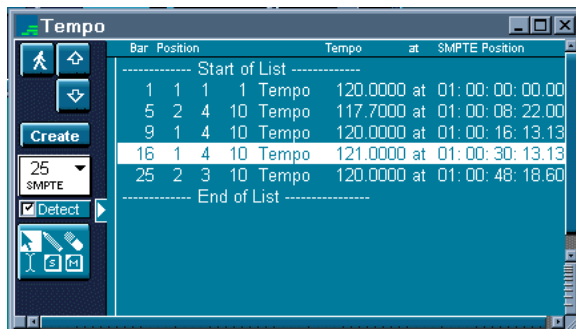 Tempo
Bar Position Tempo at SMPTE Position
------------- Start of List -------------
1 1 1 1 Tempo 120.0000 at 01: 00: 00: 00.00
5 2 4 10 Tempo 117.7000 at 01: 00: 08: 22.00
9 1 4 10 Tempo 120.0000 at 01: 00: 16: 13.13
16 1 4 10 Tempo 121.0000 at 01: 00: 30: 13.13
25 2 3 10 Tempo 120.0000 at 01: 00: 48: 18.60
------------- End of List ----------------
Create
25
SMPTE
Detect
S M